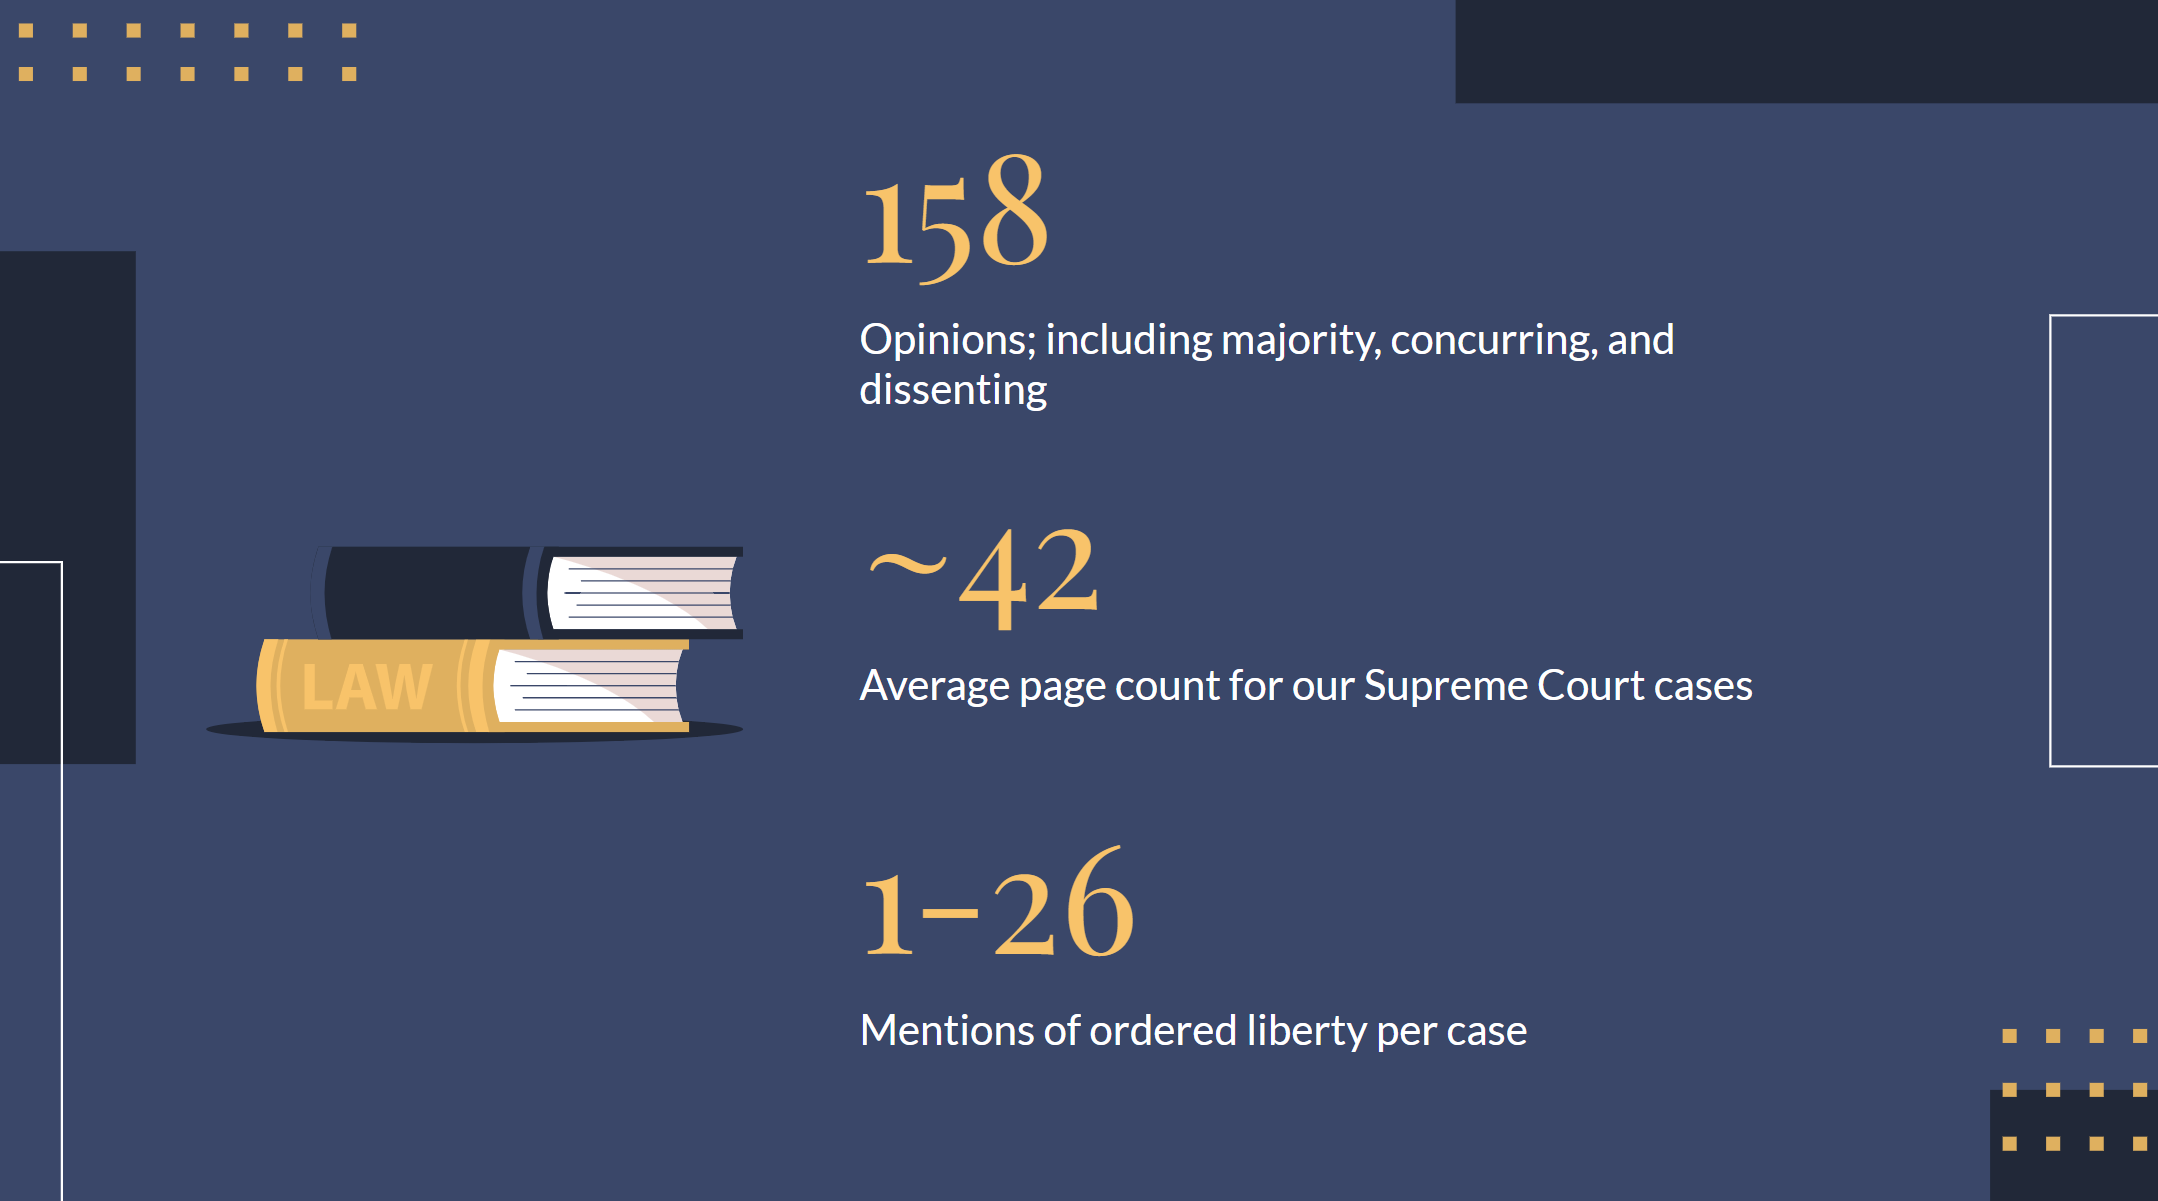 158
Opinions; including majority, concurring, and
dissenting
~42
Average page count for our Supreme Court cases
LAW
1–26
Mentions of ordered liberty per case